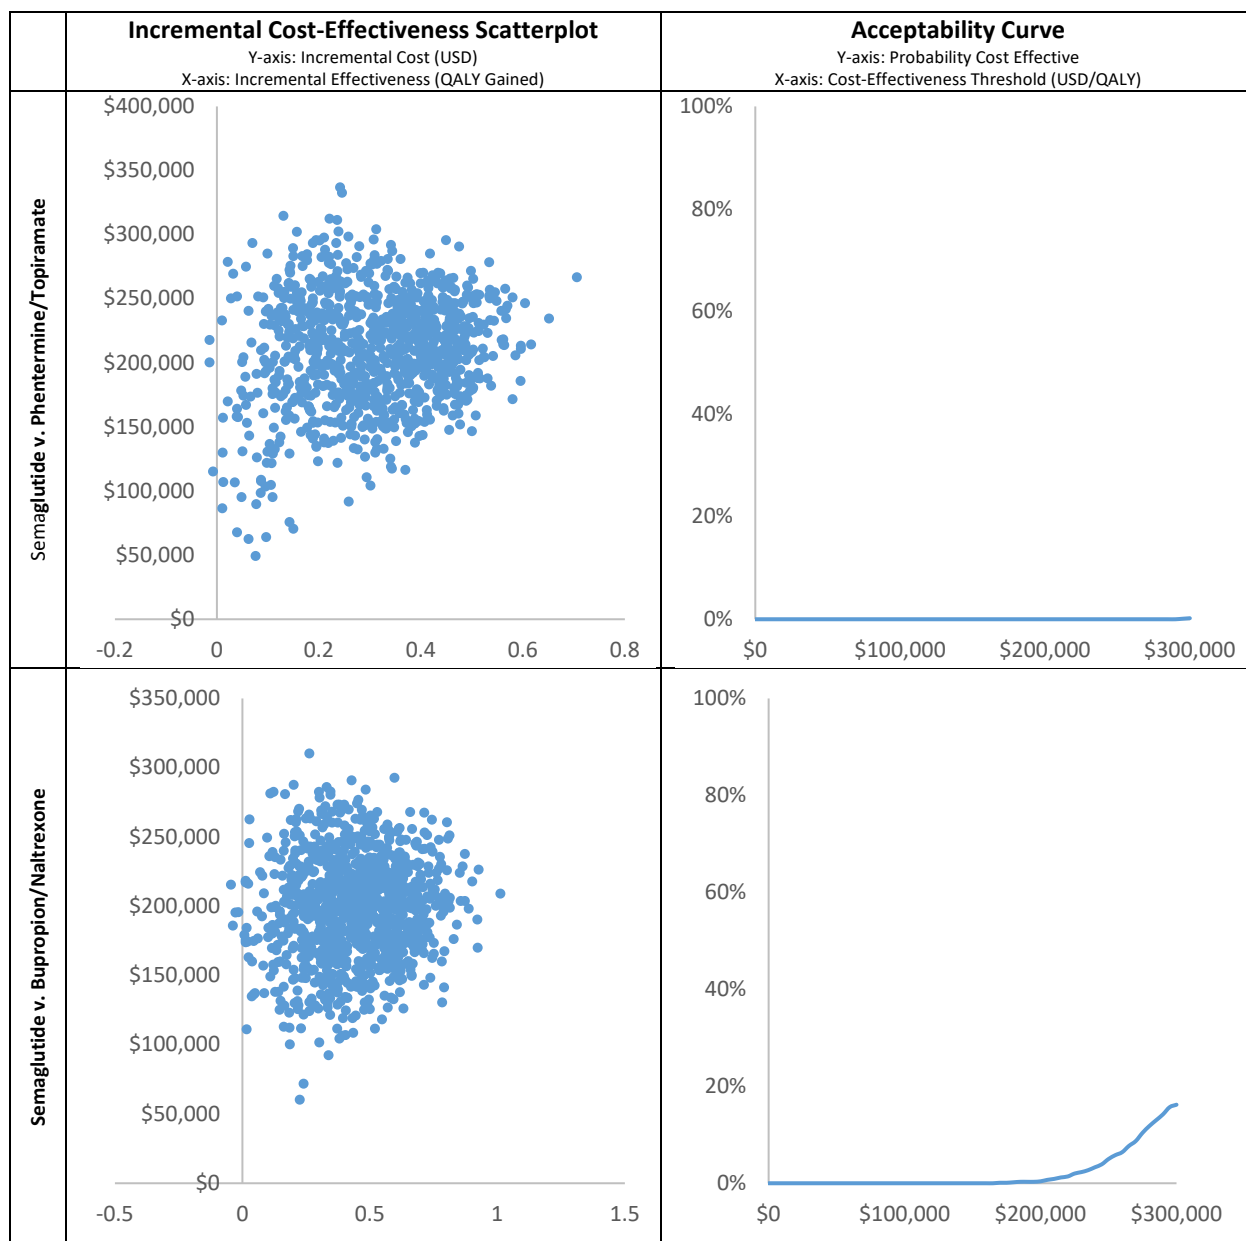 Incremental Cost-Effectiveness Scatterplot
Y-axis: Incremental Cost (USD)
X-axis: Incremental Effectiveness (QALY Gained)
Acceptability Curve
Y-axis: Probability Cost Effective
X-axis: Cost-Effectiveness Threshold (USD/QALY)
Semaglutide v. Phentermine/Topiramate
$400,000
$350,000
$300,000
$250,000
$200,000
$150,000
$100,000
$50,000
$0
-0.2 0 0.2 0.4 0.6 0.8
100%
80%
60%
40%
20%
0%
$0 $100,000 $200,000 $300,000
Semaglutide v. Bupropion/Naltrexone
$350,000
$300,000
$250,000
$200,000
$150,000
$100,000
$50,000
$0
-0.5 0 0.5 1 1.5
100%
80%
60%
40%
20%
0%
$0 $100,000 $200,000 $300,000